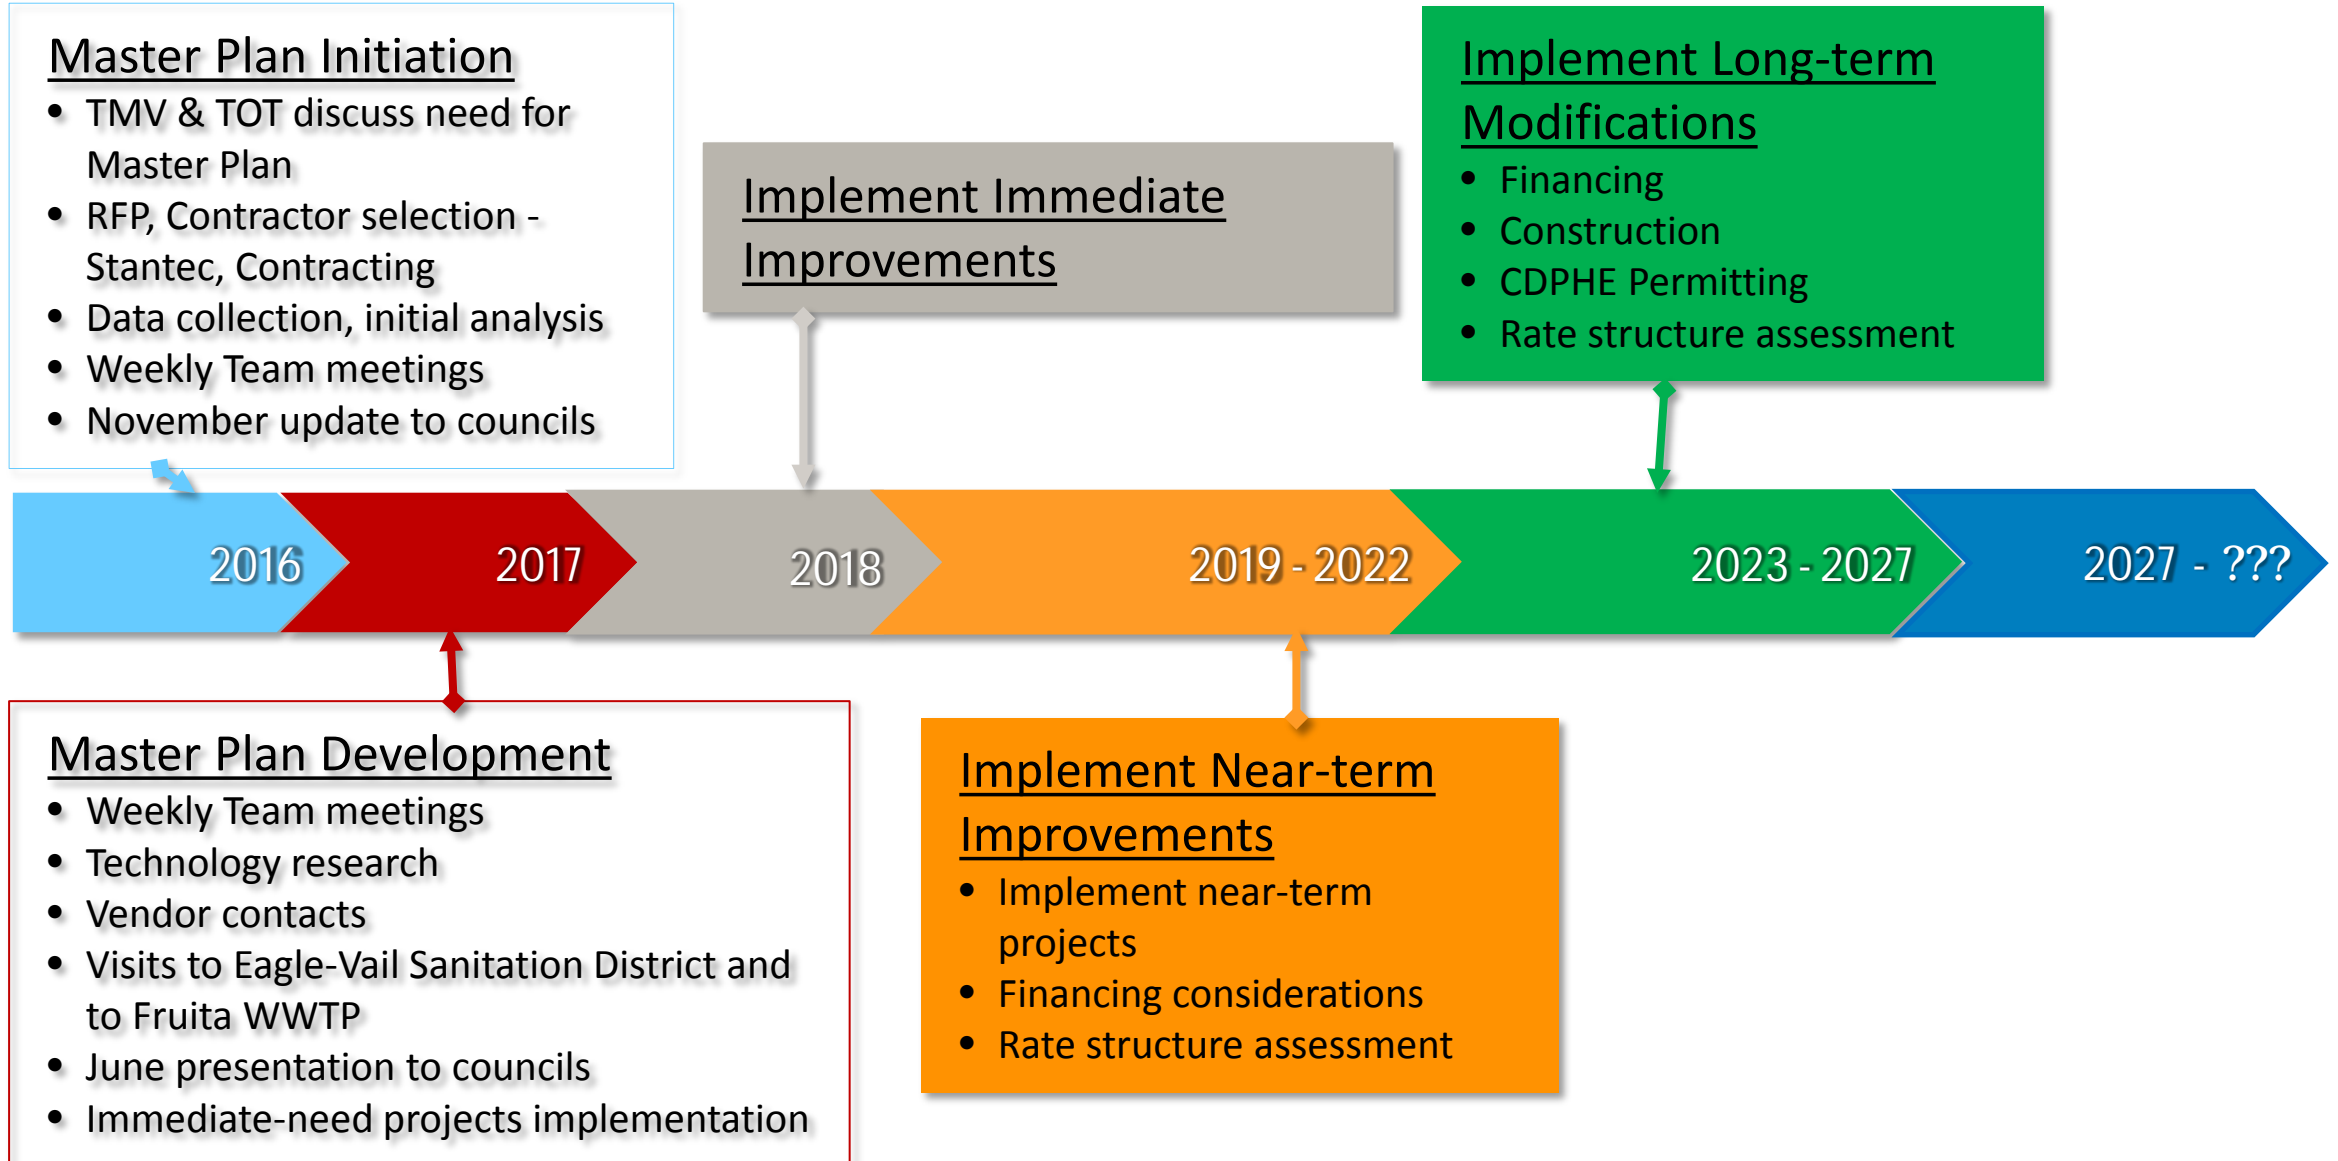 Master Plan Initiation
• TMV & TOT discuss need for
Master Plan
• RFP, Contractor selection -
Stantec, Contracting
• Data collection, initial analysis
• Weekly Team meetings
• November update to councils
Implement Immediate
Improvements
Implement Long-term
Modifications
• Financing
• Construction
• CDPHE Permitting
• Rate structure assessment
2016
2017
2018
2019 - 2022
2023 - 2027
2027 - ???
Master Plan Development
• Weekly Team meetings
• Technology research
• Vendor contacts
• Visits to Eagle-Vail Sanitation District and
to Fruita WWTP
• June presentation to councils
• Immediate-need projects implementation
Implement Near-term
Improvements
• Implement near-term
projects
• Financing considerations
• Rate structure assessment